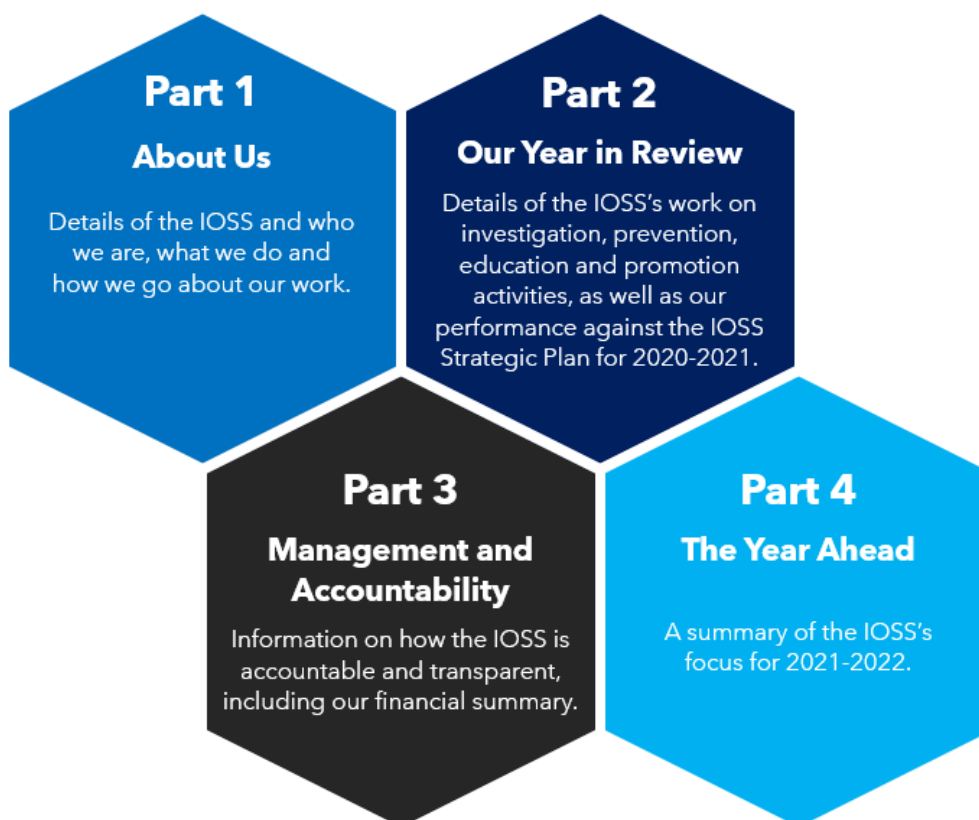 Part 1
About Us
Details of the IOSS and who
we are, what we do and
how we go about our work.
Part 2
Our Year in Review
Details of the IOSS's work on
investigation, prevention,
education and promotion
activities, as well as our
performance against the IOSS
Strategic Plan for 2020-2021.
Part 3
Management and
Accountability
Information on how the IOSS is
accountable and transparent,
including our financial summary.
Part 4
The Year Ahead
A summary of the IOSS's
focus for 2021-2022.